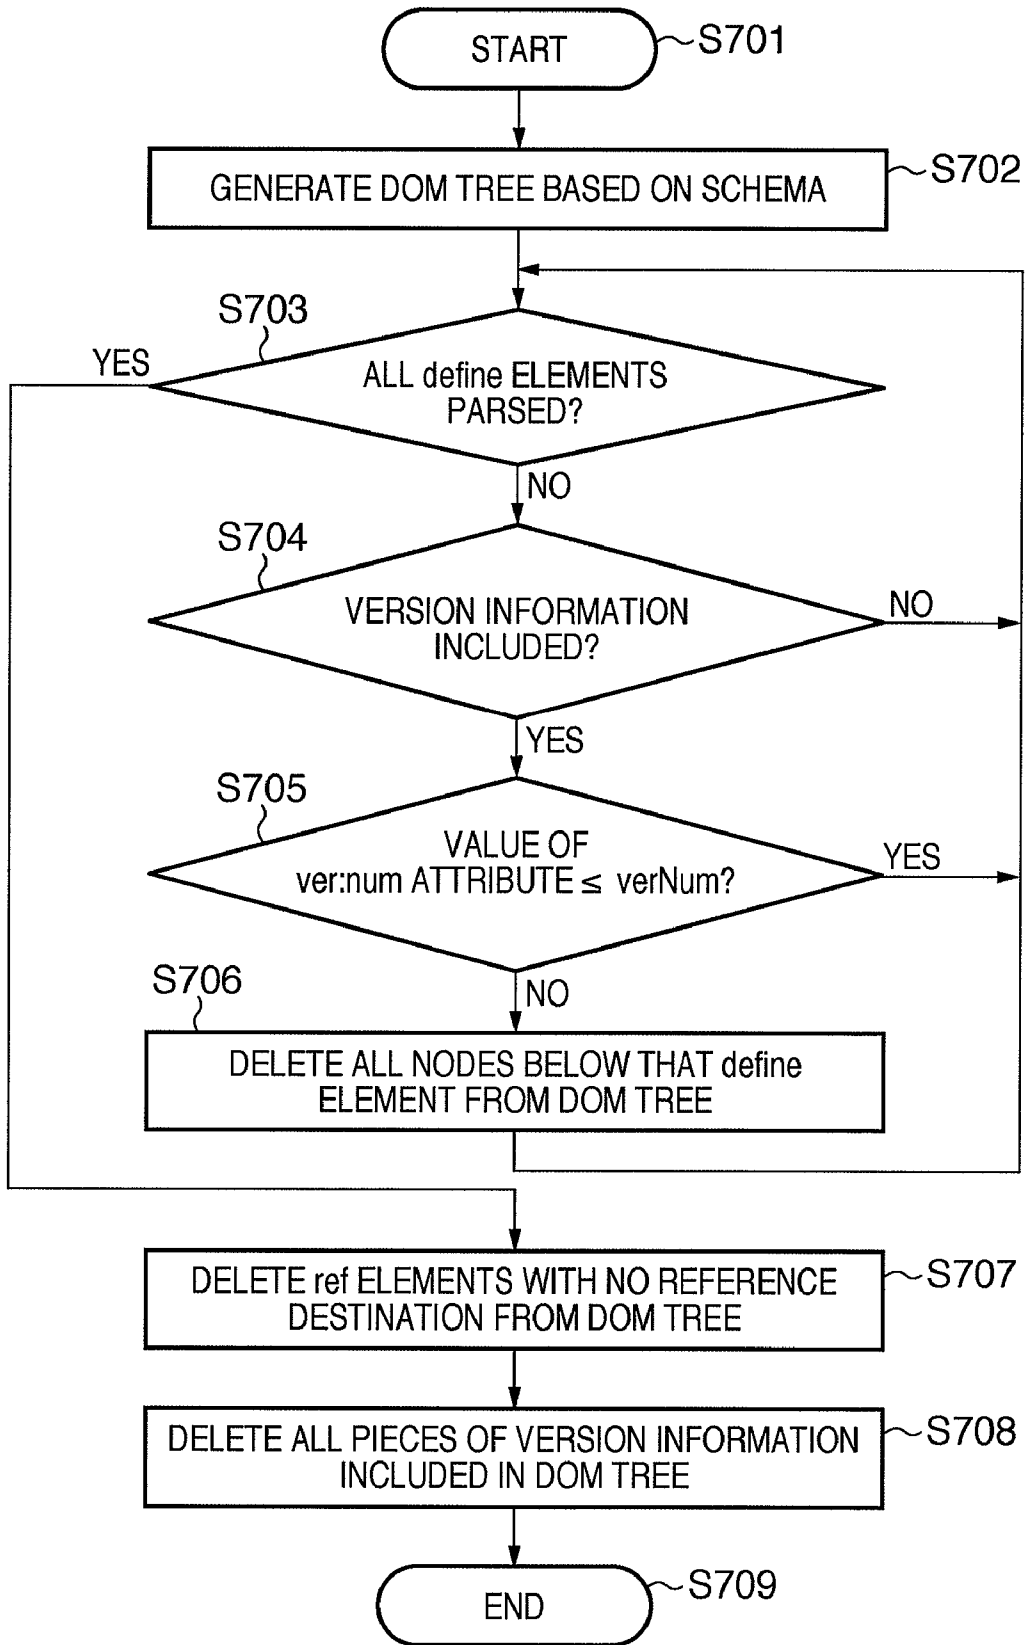 START
S701
GENERATE DOM TREE BASED ON SCHEMA
S702
S703
YES
ALL define ELEMENTS
PARSED?
NO
S704
VERSION INFORMATION
INCLUDED?
NO
YES
S705
VALUE OF
ver:num ATTRIBUTE ≤ verNum?
YES
NO
S706
DELETE ALL NODES BELOW THAT define
ELEMENT FROM DOM TREE
DELETE ref ELEMENTS WITH NO REFERENCE
DESTINATION FROM DOM TREE
S707
DELETE ALL PIECES OF VERSION INFORMATION
INCLUDED IN DOM TREE
S708
END
S709